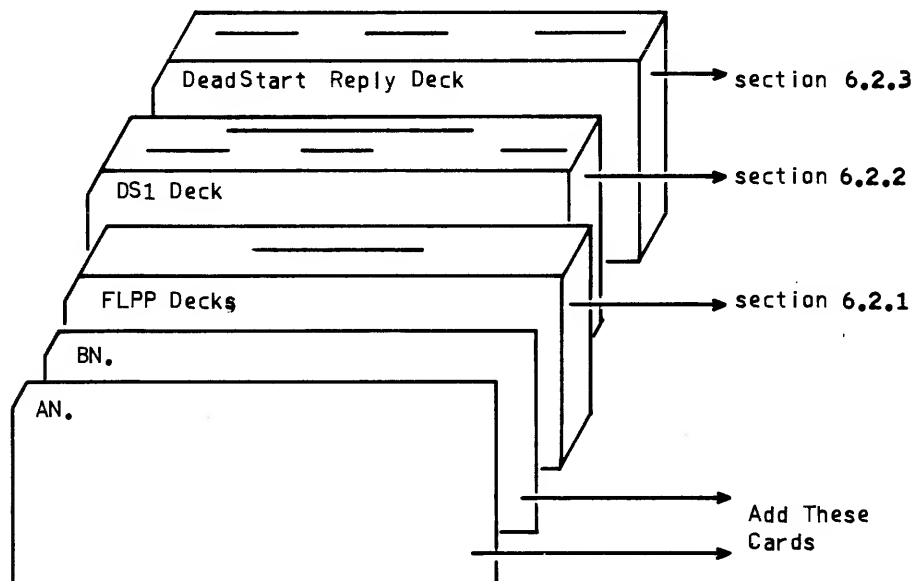 DeadStart Reply Deck
section 6.2.3
DS1 Deck
section 6.2.2
FLPP Decks
section 6.2.1
BN.
AN.
Add These
Cards